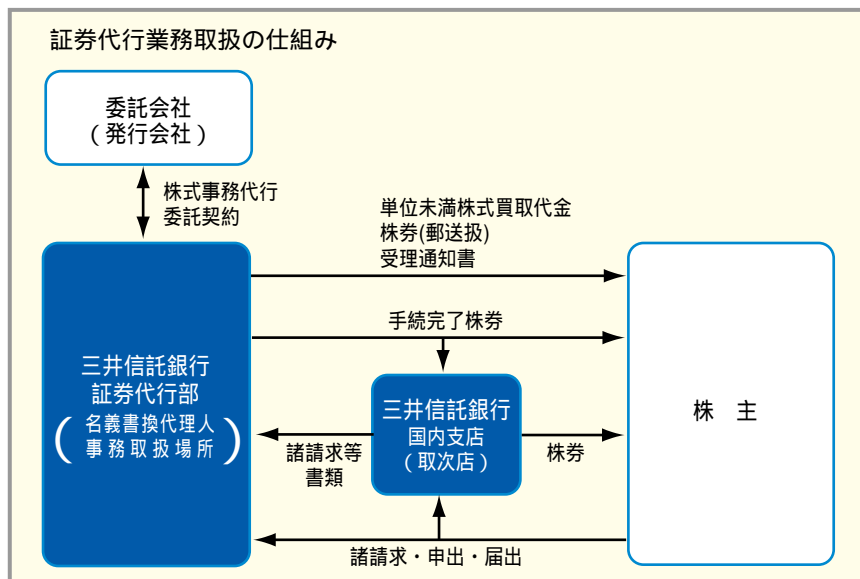 証券代行業務取扱の仕組み
委託会社
(発行会社)
株式事務代行
委託契約
単位未満株式買取代金
株券(郵送扱)
受理通知書
手続完了株券
三井信託銀行
証券代行部
(名義書換代理人
事務取扱場所)
三井信託銀行
国内支店
(取次店)
諸請求等
書類
株券
株 主
諸請求・申出・届出